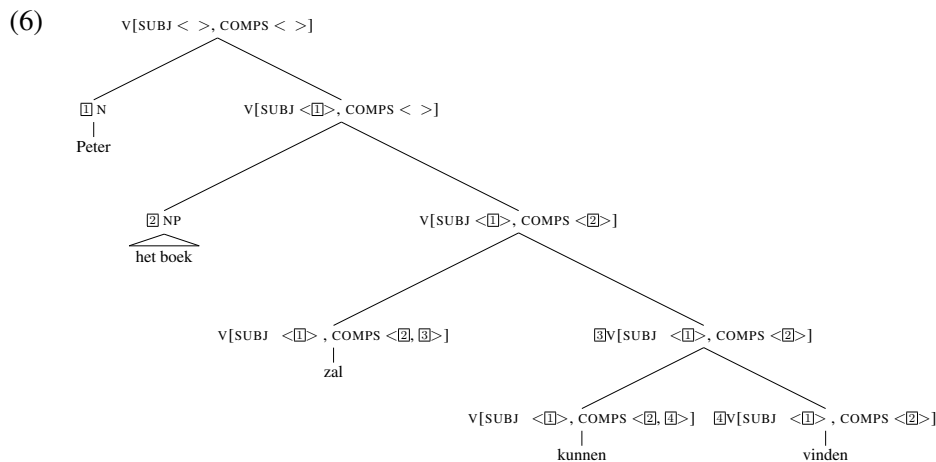 (6) V[SUBJ < >, COMPS < >]
1 N V[SUBJ <1>, COMPS < >]
Peter
2 NP V[SUBJ <1>, COMPS <2>]
het boek
V[SUBJ <1> , COMPS <2, 3>] 3V[SUBJ <1>, COMPS <2>]
zal
V[SUBJ <1>, COMPS <2, 4>] 4V[SUBJ <1> , COMPS <2>]
kunnen vinden